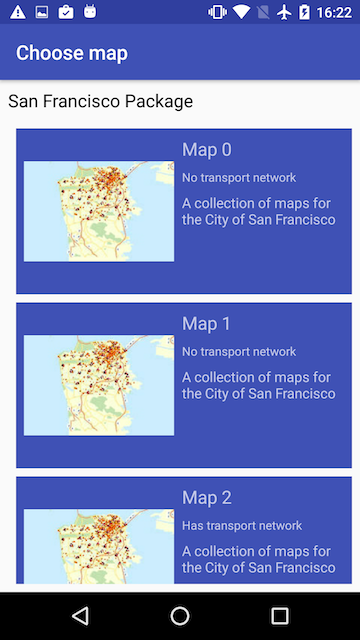 16:22
Choose map
San Francisco Package
Map 0
No transport network
A collection of maps for
the City of San Francisco
Map 1
No transport network
A collection of maps for
the City of San Francisco
Map 2
Has transport network
A collection of maps for
the City of San Francisco